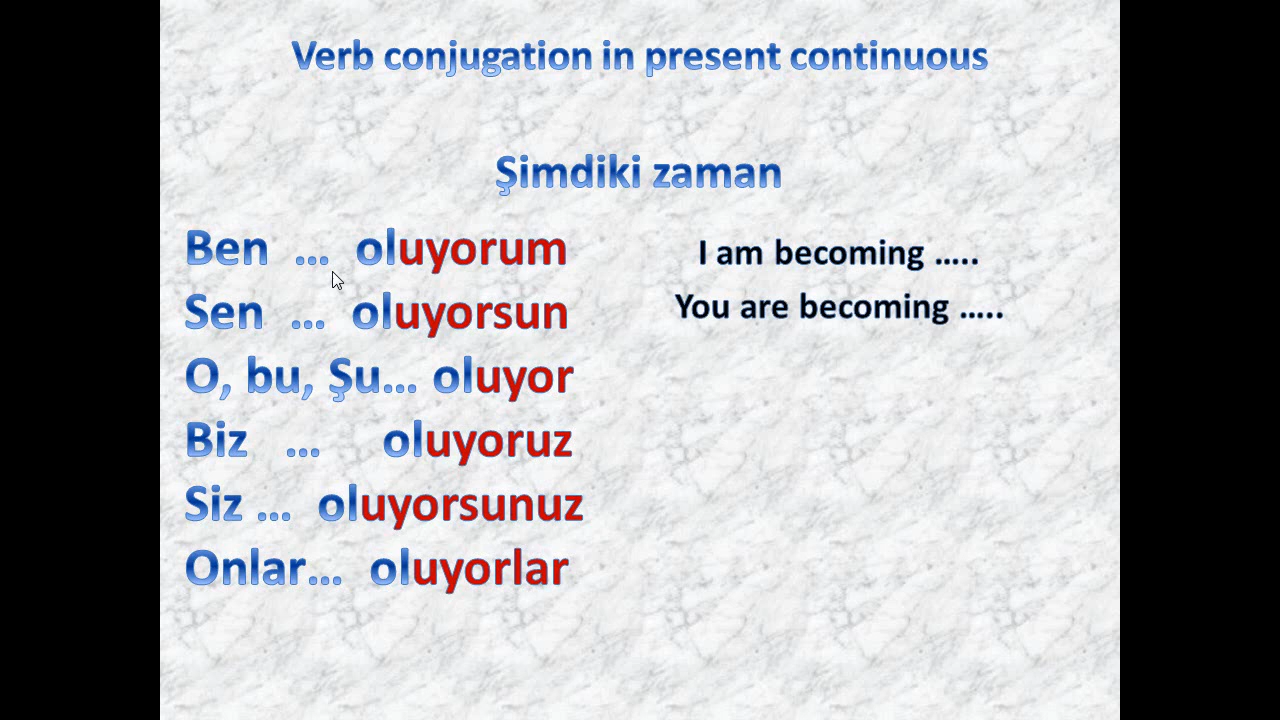 Verb conjugation in present continuous
Şimdiki zaman
Ben … oluyorum
I am becoming …..
Sen … oluyorsun
You are becoming …..
O, bu, Şu… oluyor
Biz … oluyoruz
Siz … oluyorsunuz
Onlar… oluyorlar